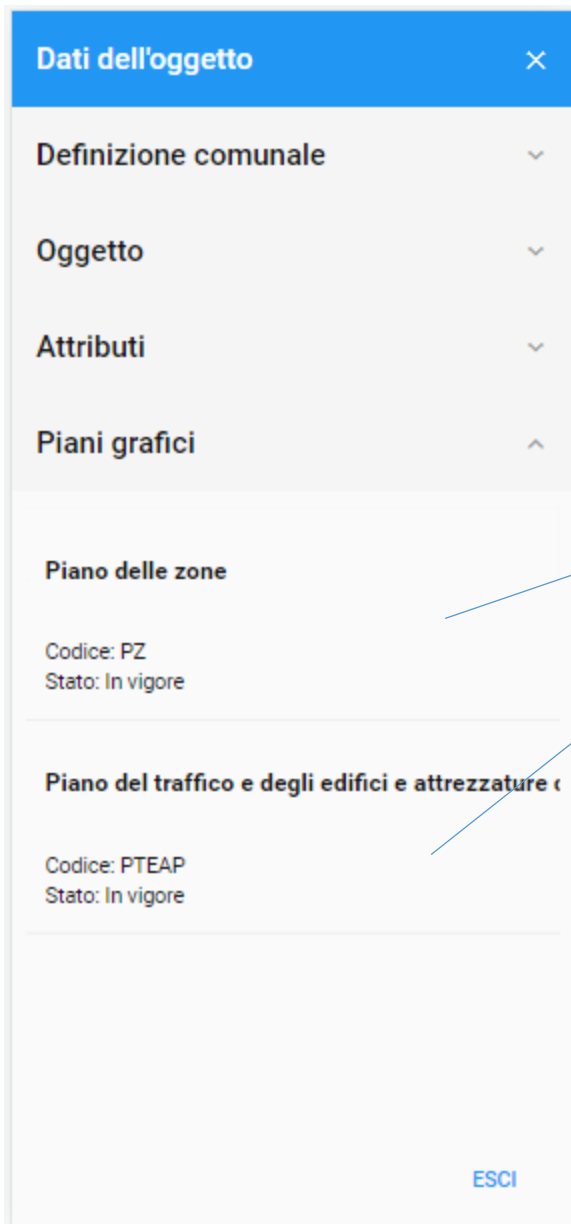 Dati dell'oggetto
Definizione comunale
Oggetto
Attributi
Piani grafici
Piano delle zone
Codice: PZ
Stato: In vigore
Piano del traffico e degli edifici e attrezzature
Codice: PTEAP
Stato: In vigore
ESCI